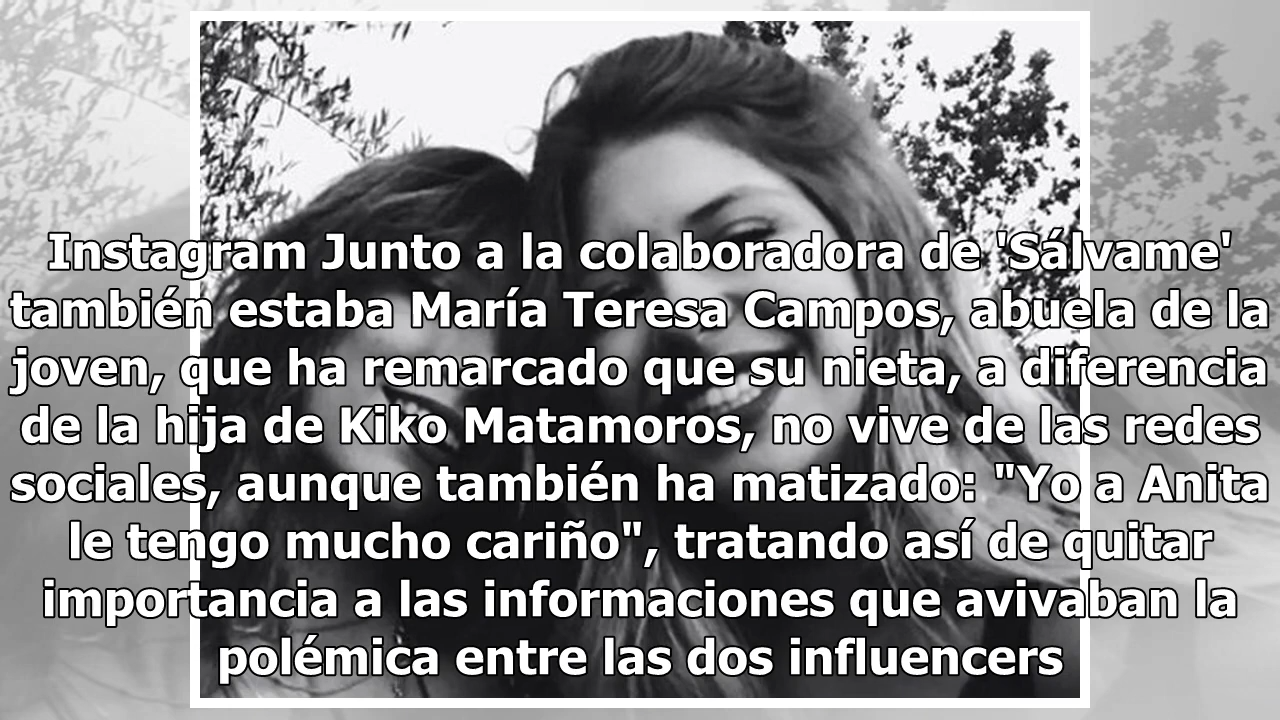 Instagram Junto a la colaboradora de 'Sálvame'
también estaba María Teresa Campos, abuela de la
joven, que ha remarcado que su nieta, a diferencia
de la hija de Kiko Matamoros, no vive de las redes
sociales, aunque también ha matizado: "Yo a Anita
le tengo mucho cariño", tratando así de quitar
importancia a las informaciones que avivaban la
polémica entre las dos influencers